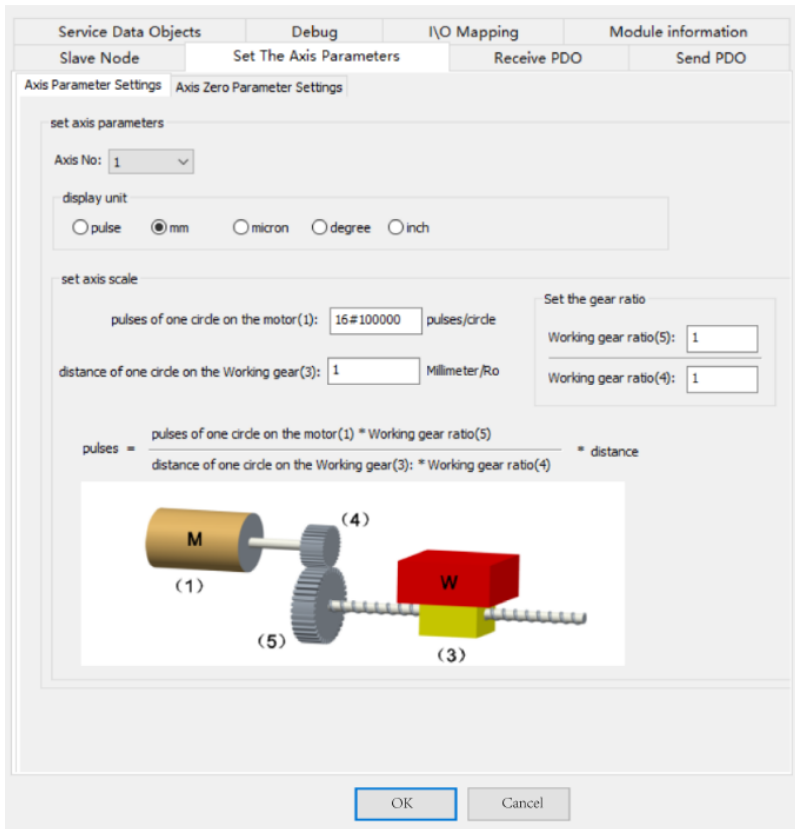 Service Data Objects Debug I\O Mapping Module information
Slave Node Set The Axis Parameters Receive PDO Send PDO
Axis Parameter Settings Axis Zero Parameter Settings
set axis parameters
Axis No: 1
display unit
pulse mm micron degree inch
set axis scale
Set the gear ratio
pulses of one circle on the motor(1): 16#100000 pulses/circle
Working gear ratio(5): 1
distance of one circle on the Working gear(3): 1 Millimeter/Ro
Working gear ratio(4): 1
pulses of one circle on the motor(1) * Working gear ratio(5)
pulses = * distance
distance of one circle on the Working gear(3): * Working gear ratio(4)
(4)
M
(1)
W
(5)
(3)
OK Cancel